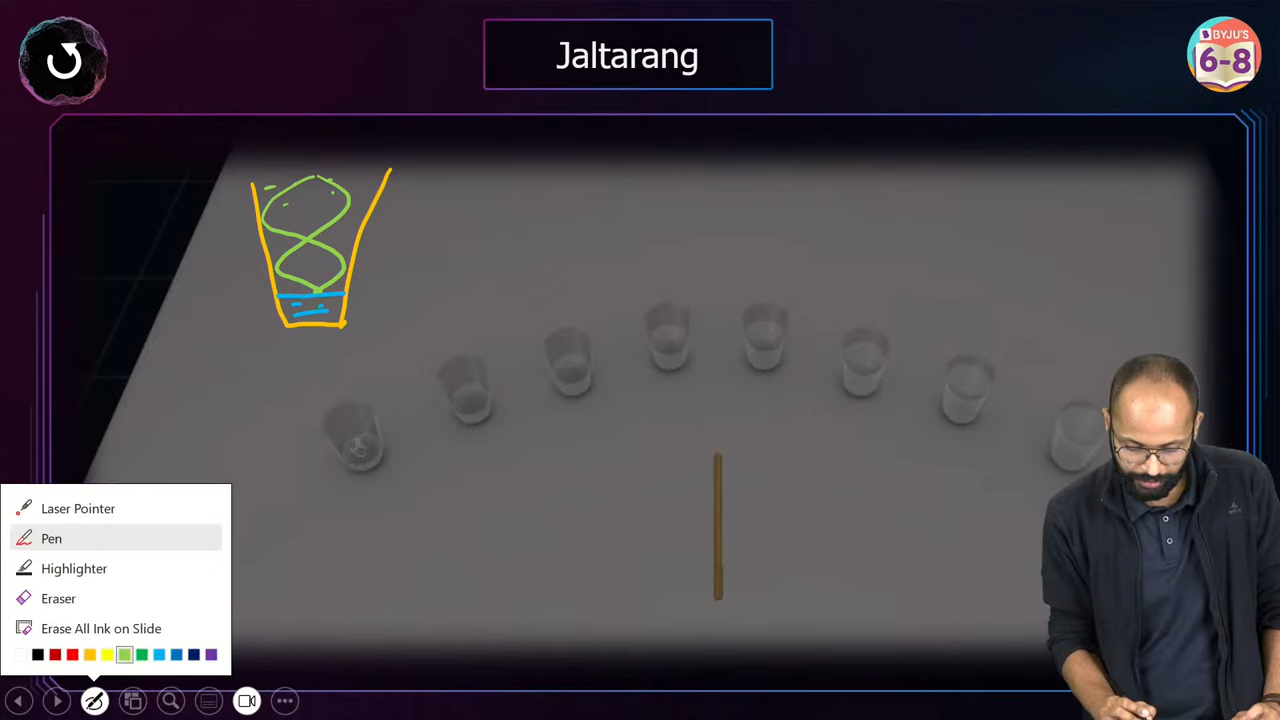 Jaltarang
BYJU'S
6-8
Laser Pointer
Pen
Highlighter
Eraser
Erase All Ink on Slide